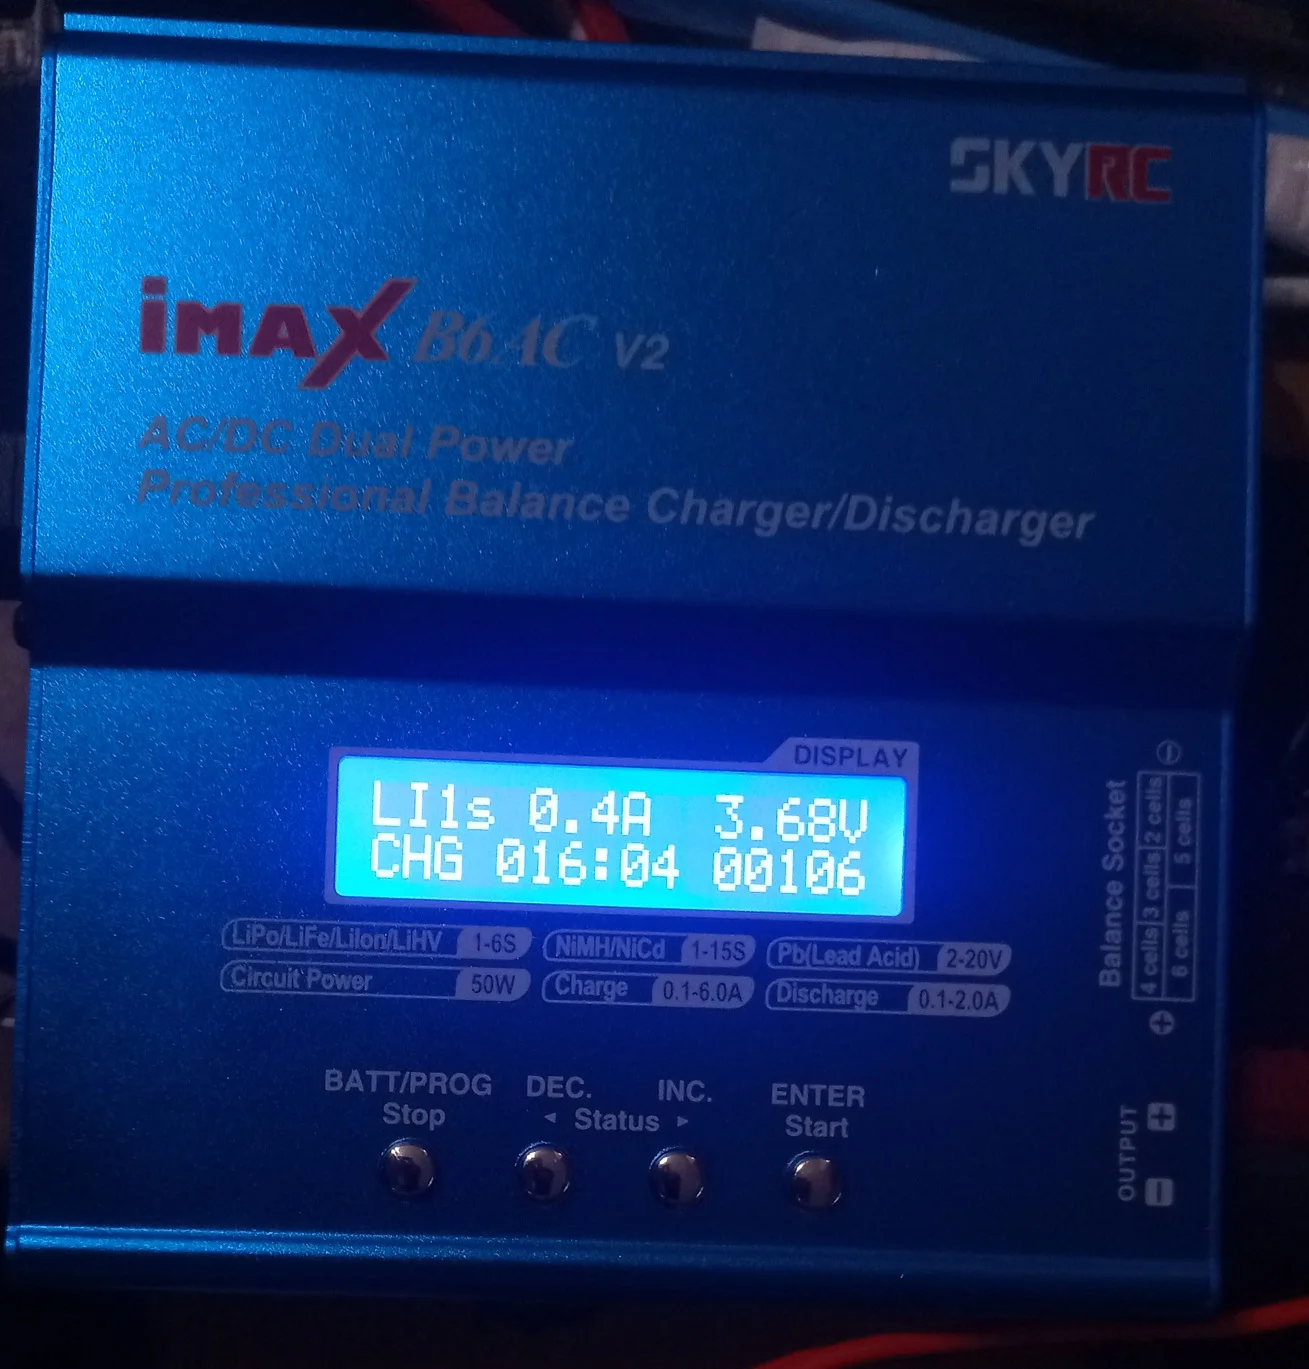 SKYRC
iMAX B6AC V2
AC/DC Dual Power
Professional Balance Charger/Discharger
DISPLAY
LI1s 0.4A 3.68V
CHG 016:04 00106
LiPo/LiFe/LiIon/LiHV 1-6S NiMH/NiCd 1-15S Pb(Lead Acid) 2-20V
Circuit Power 50W Charge 0.1-6.0A Discharge 0.1-2.0A
BATT/PROG DEC. INC. ENTER
Stop ◄ Status ► Start
Balance Socket
4 cells 3 cells 2 cells
6 cells 5 cells
OUTPUT
+
−